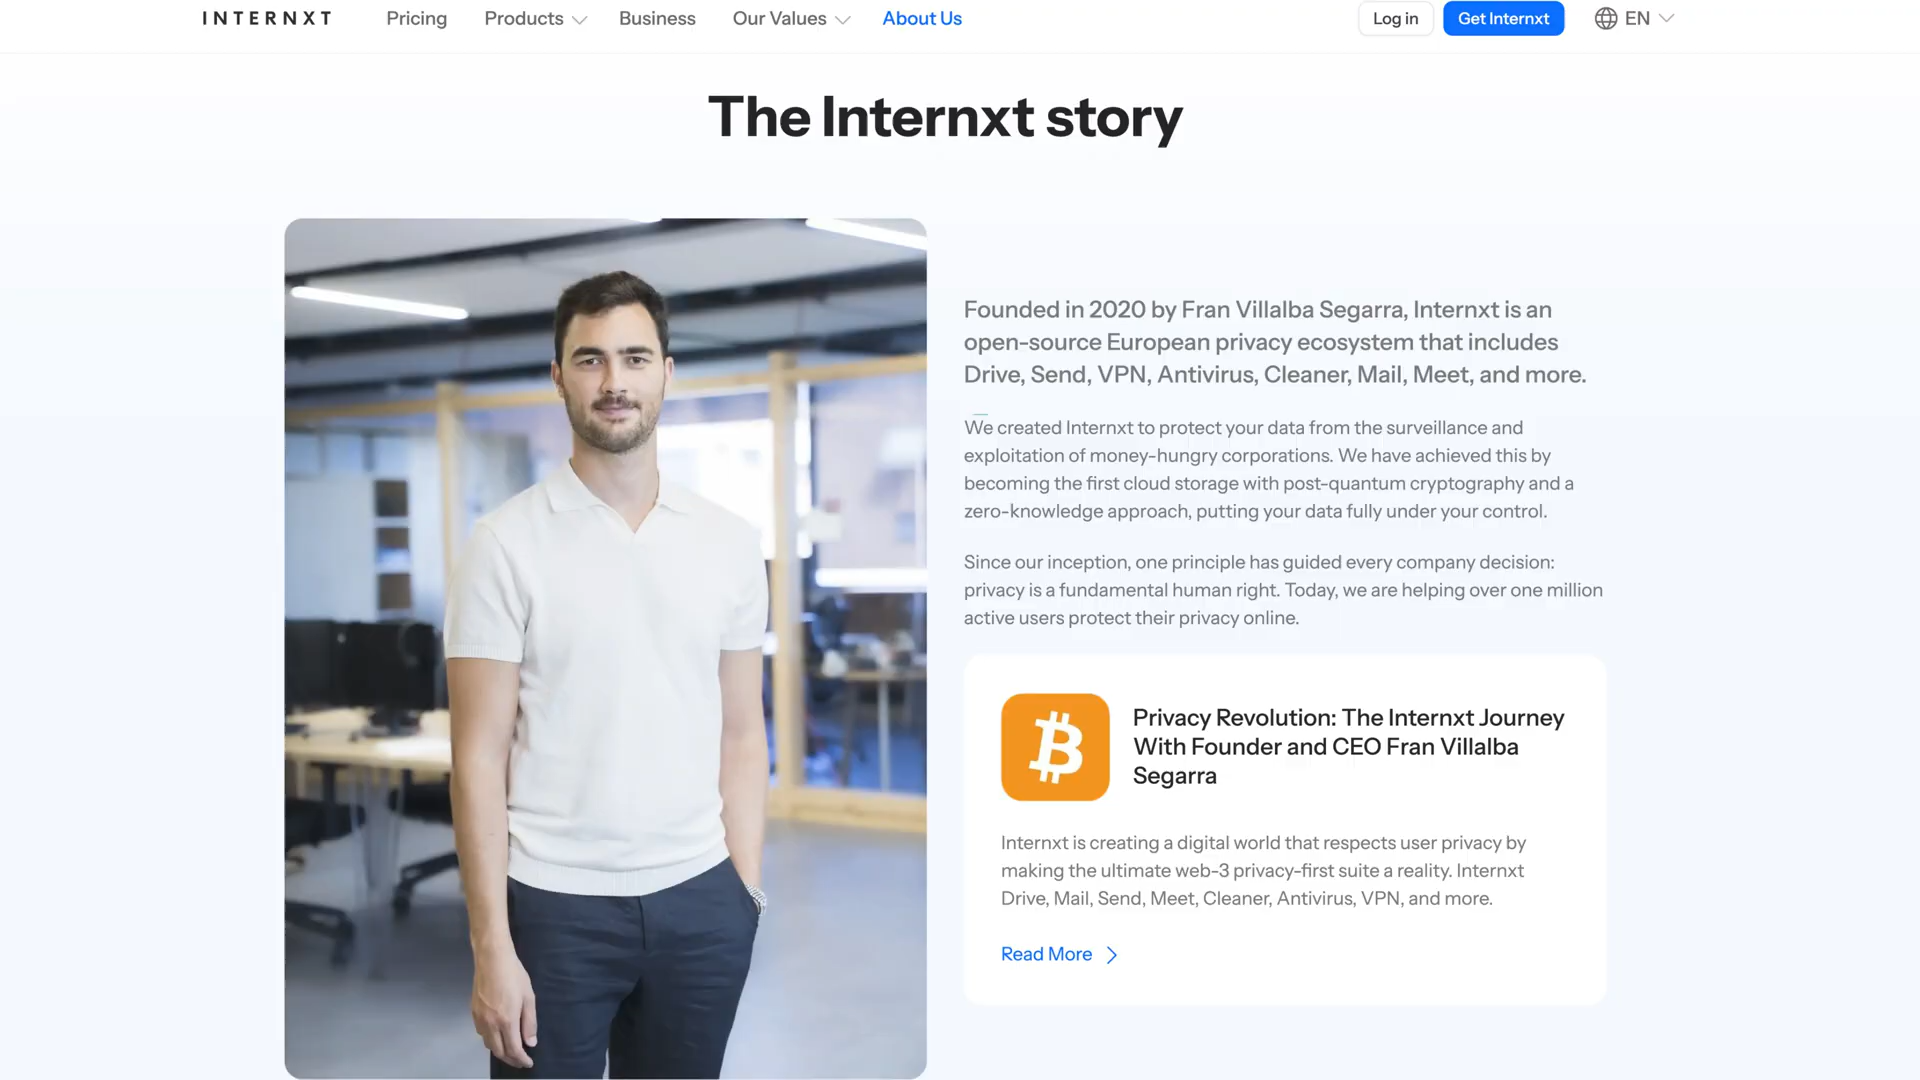 INTERNXT
Pricing
Products
Business
Our Values
About Us
Log in
Get Internxt
EN
The Internxt story
Founded in 2020 by Fran Villalba Segarra, Internxt is an
open-source European privacy ecosystem that includes
Drive, Send, VPN, Antivirus, Cleaner, Mail, Meet, and more.
We created Internxt to protect your data from the surveillance and
exploitation of money-hungry corporations. We have achieved this by
becoming the first cloud storage with post-quantum cryptography and a
zero-knowledge approach, putting your data fully under your control.
Since our inception, one principle has guided every company decision:
privacy is a fundamental human right. Today, we are helping over one million
active users protect their privacy online.
Privacy Revolution: The Internxt Journey
With Founder and CEO Fran Villalba
Segarra
Internxt is creating a digital world that respects user privacy by
making the ultimate web-3 privacy-first suite a reality. Internxt
Drive, Mail, Send, Meet, Cleaner, Antivirus, VPN, and more.
Read More